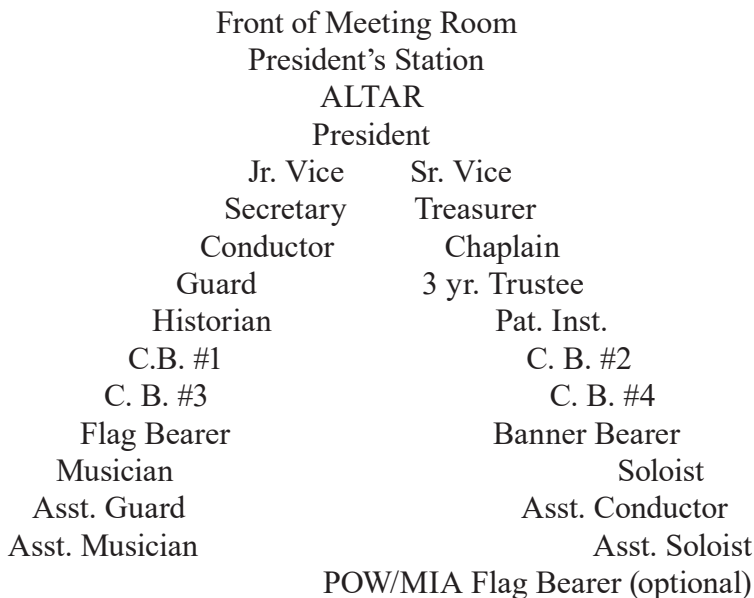 Front of Meeting Room
President’s Station
ALTAR
President
Jr. Vice Sr. Vice
Secretary Treasurer
Conductor Chaplain
Guard 3 yr. Trustee
Historian Pat. Inst.
C.B. #1 C. B. #2
C. B. #3 C. B. #4
Flag Bearer Banner Bearer
Musician Soloist
Asst. Guard Asst. Conductor
Asst. Musician Asst. Soloist
POW/MIA Flag Bearer (optional)